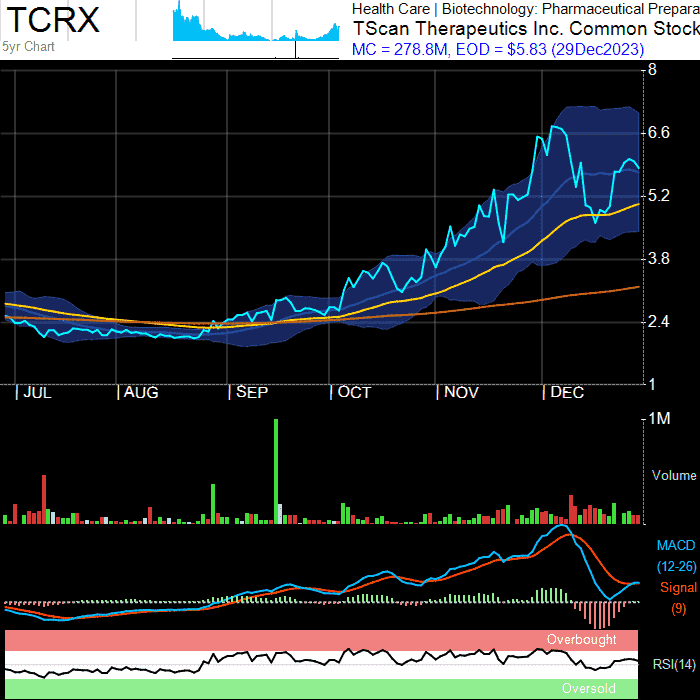 TCRX
5yr Chart
Health Care | Biotechnology: Pharmaceutical Prepara
TScan Therapeutics Inc. Common Stock
MC = 278.8M, EOD = $5.83 (29Dec2023)
8
6.6
5.2
3.8
2.4
1
JUL AUG SEP OCT NOV DEC
1M
Volume
MACD
(12-26)
Signal
(9)
Overbought
RSI(14)
Oversold